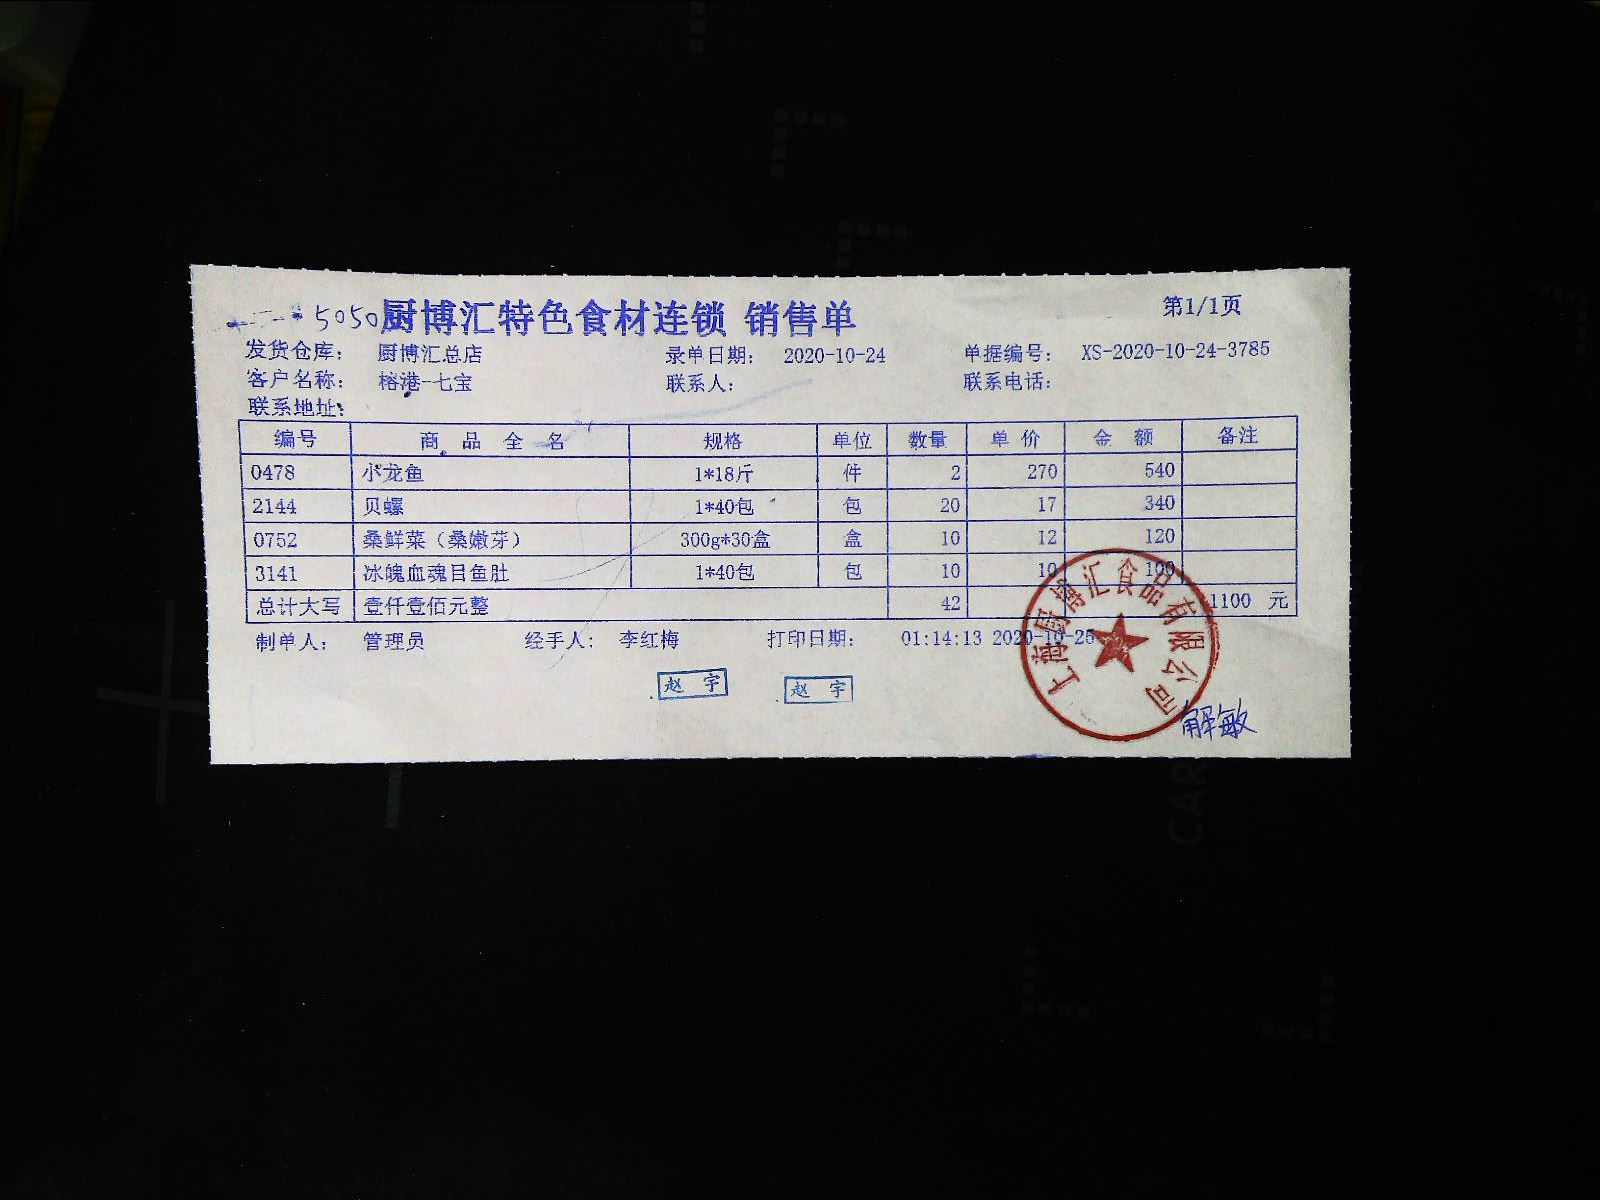 5050 厨博汇特色食材连锁 销售单 第1/1页
发货仓库: 厨博汇总店 录单日期: 2020-10-24 单据编号: XS-2020-10-24-3785
客户名称: 榕港-七宝 联系人: 联系电话:
联系地址:
编号 商品全名 规格 单位 数量 单价 金额 备注
0478 小龙鱼 1*18斤 件 2 270 540
2144 贝螺 1*40包 包 20 17 340
0752 桑鲜菜（桑嫩芽） 300g*30盒 盒 10 12 120
3141 冰魄血魂目鱼肚 1*40包 包 10 10 100
总计大写 壹仟壹佰元整 42 1100 元
制单人: 管理员 经手人: 李红梅 打印日期: 01:14:13 2020-10-25
赵宇 赵宇
上海厨博汇食品有限公司
解敏